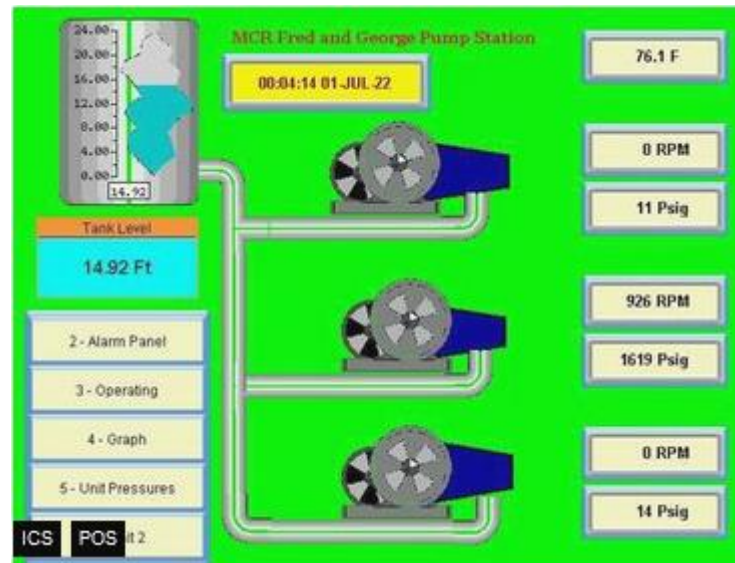 MCR Fred and George Pump Station
00:04:14 01-JUL-22
76.1 F
24.00
20.00
16.00
12.00
8.00
4.00
0.00
14.92
0 RPM
11 Psig
Tank Level
14.92 Ft
926 RPM
1619 Psig
2 - Alarm Panel
3 - Operating
4 - Graph
5 - Unit Pressures
0 RPM
14 Psig
ICS POS it 2